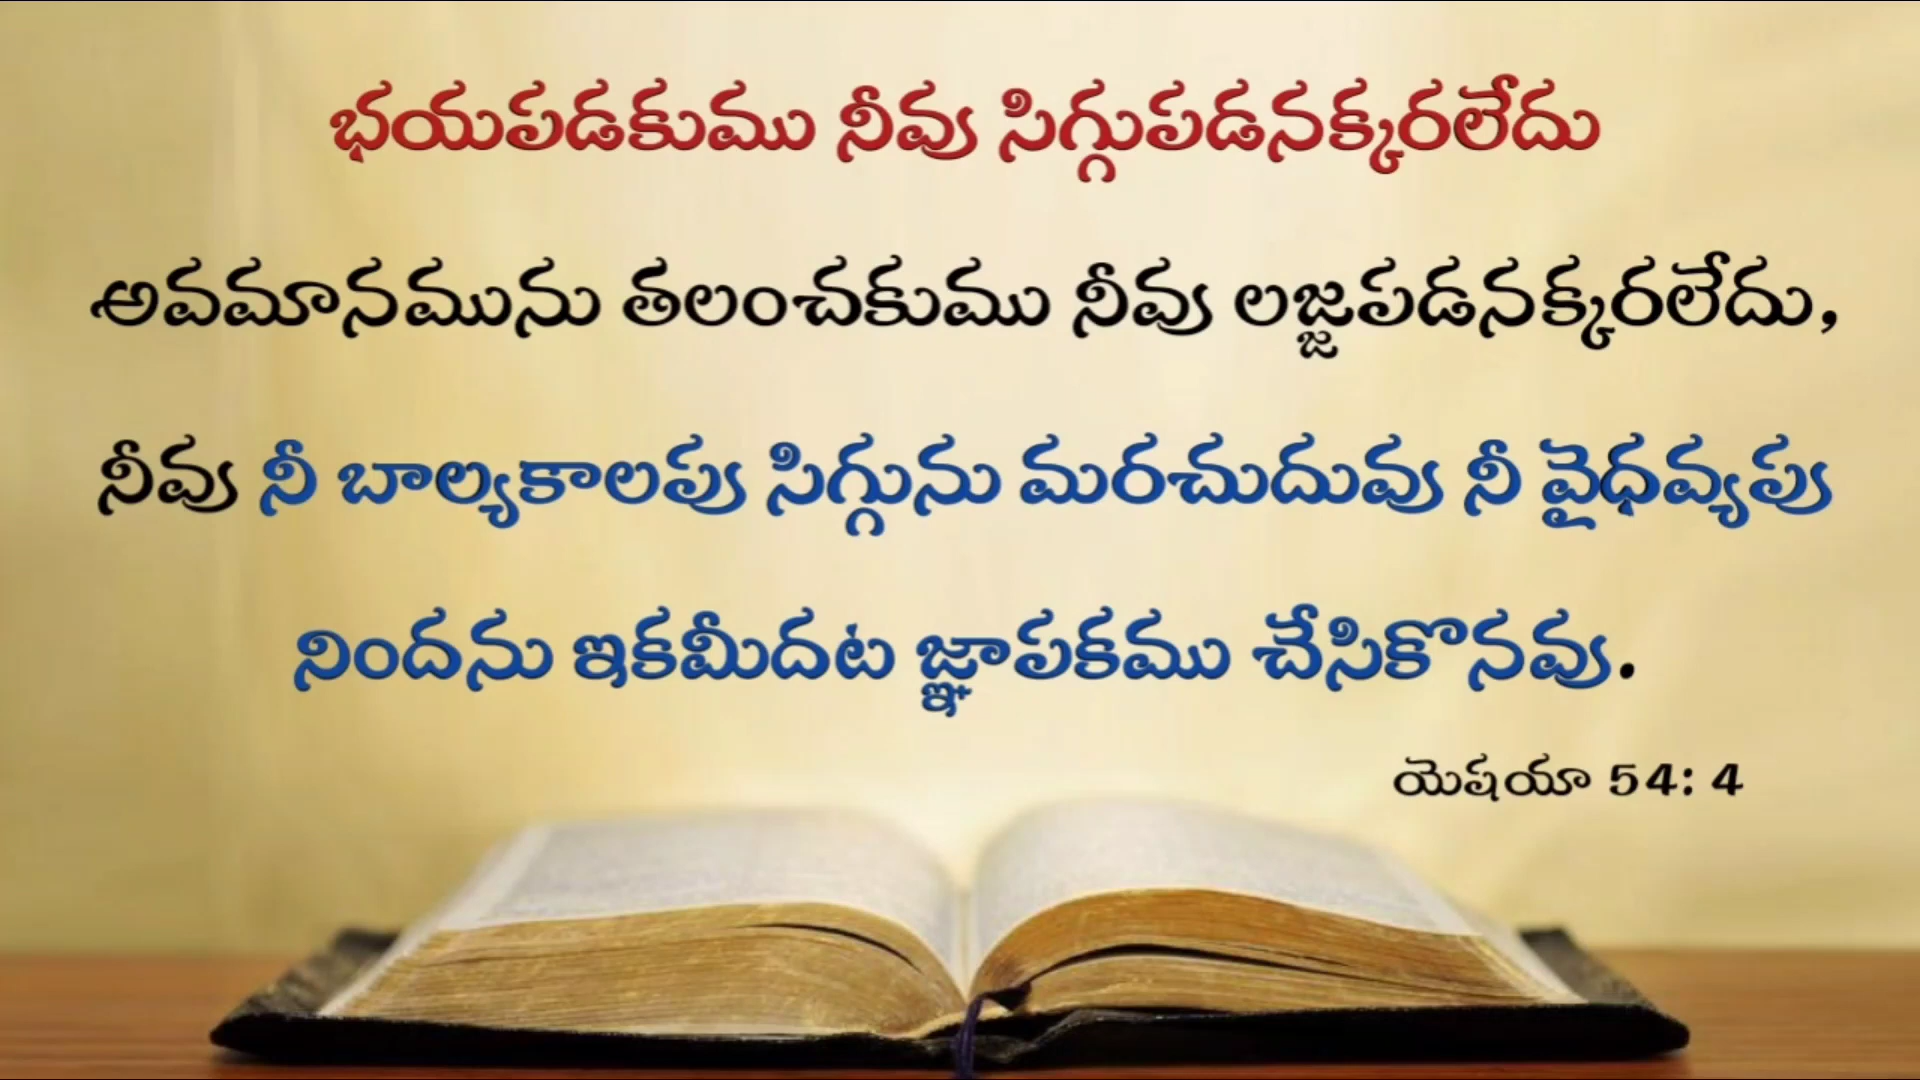 భయపడకుము నీవు సిగ్గుపడనక్కరలేదు
అవమానమును తలంచకుము నీవు లజ్జపడనక్కరలేదు,
నీవు నీ బాల్యకాలపు సిగ్గును మరచుదువు నీ వైధవ్యపు
నిందను ఇకమీదట జ్ఞాపకము చేసికొనవు.
యెషయా 54: 4